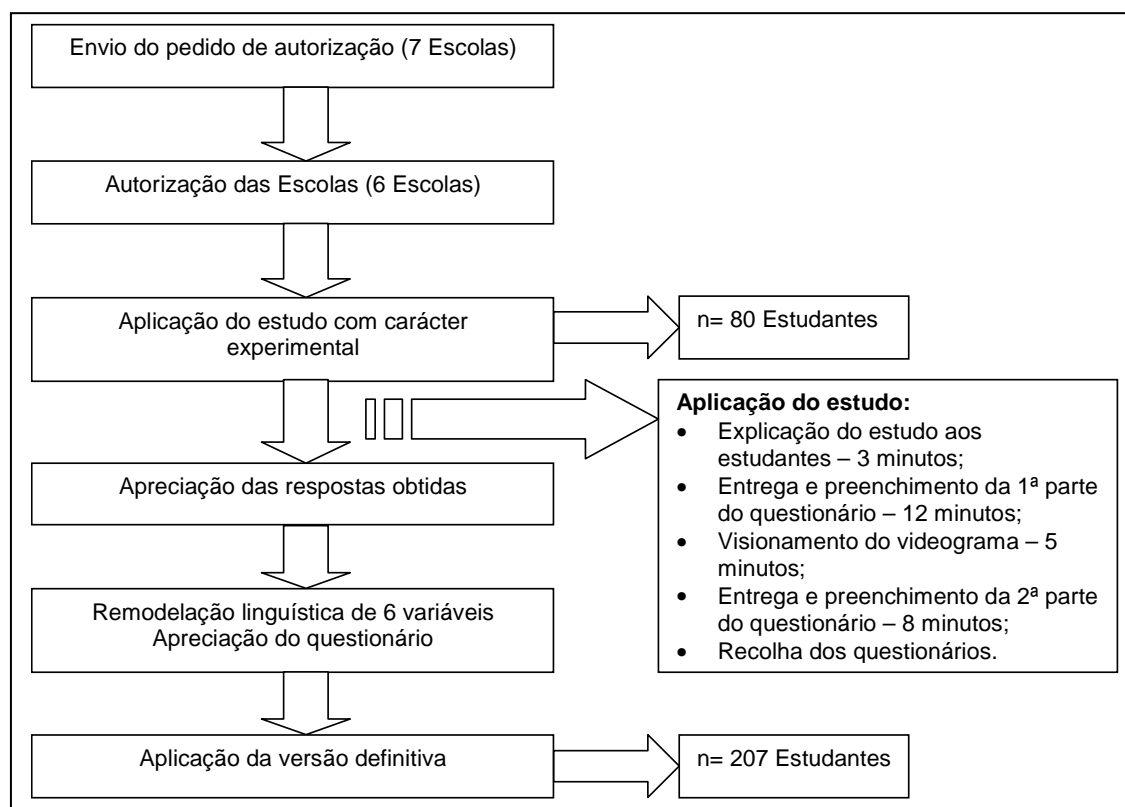 Envio do pedido de autorização (7 Escolas)
Autorização das Escolas (6 Escolas)
Aplicação do estudo com carácter
experimental
n= 80 Estudantes
Aplicação do estudo:
• Explicação do estudo aos
estudantes – 3 minutos;
• Entrega e preenchimento da 1ª parte
do questionário – 12 minutos;
• Visionamento do videograma – 5
minutos;
• Entrega e preenchimento da 2ª parte
do questionário – 8 minutos;
• Recolha dos questionários.
Apreciação das respostas obtidas
Remodelação linguística de 6 variáveis
Apreciação do questionário
Aplicação da versão definitiva
n= 207 Estudantes